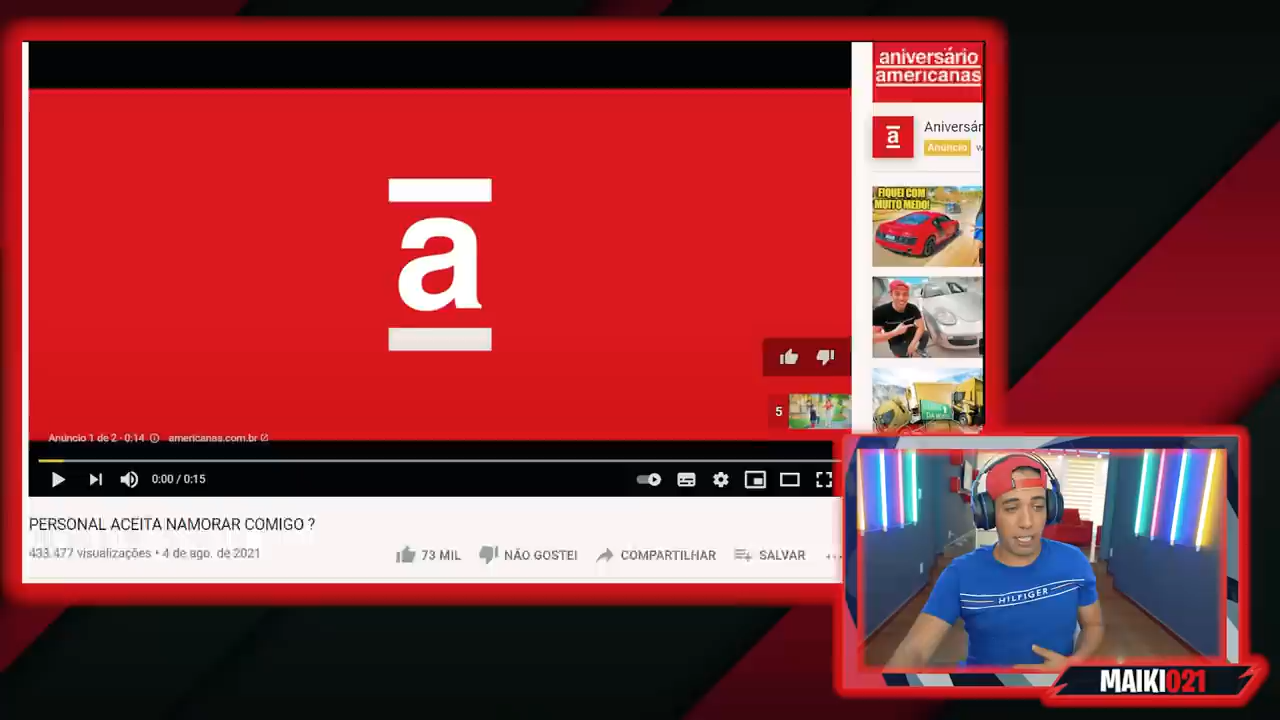 aniversário
americanas
a
a
Aniversár
Anúncio w
FIQUEI COM
MUITO MEDO!
5
Anúncio 1 de 2 · 0:14 americanas.com.br
0:00 / 0:15
PERSONAL ACEITA NAMORAR COMIGO ?
433.477 visualizações • 4 de ago. de 2021
73 MIL NÃO GOSTEI COMPARTILHAR SALVAR
HILFIGER
MAIKI021